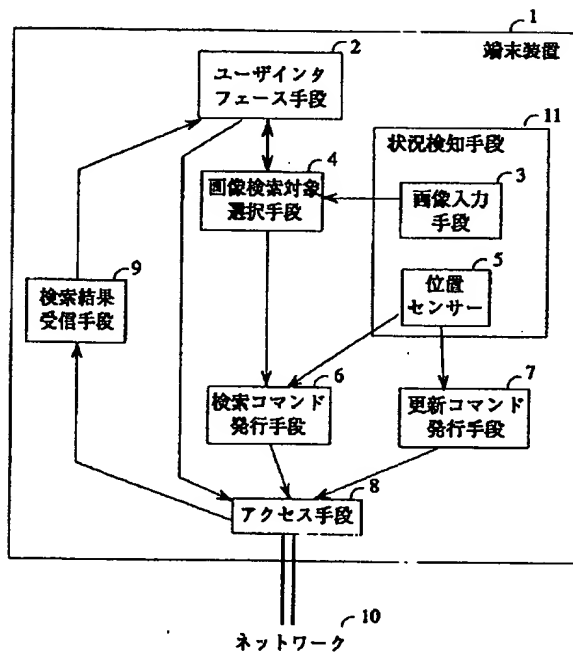 1
端末装置
2
ユーザインタ
フェース手段
11
状況検知手段
4
画像検索対象
選択手段
3
画像入力
手段
5
位置
センサー
9
検索結果
受信手段
6
検索コマンド
発行手段
7
更新コマンド
発行手段
8
アクセス手段
10
ネットワーク